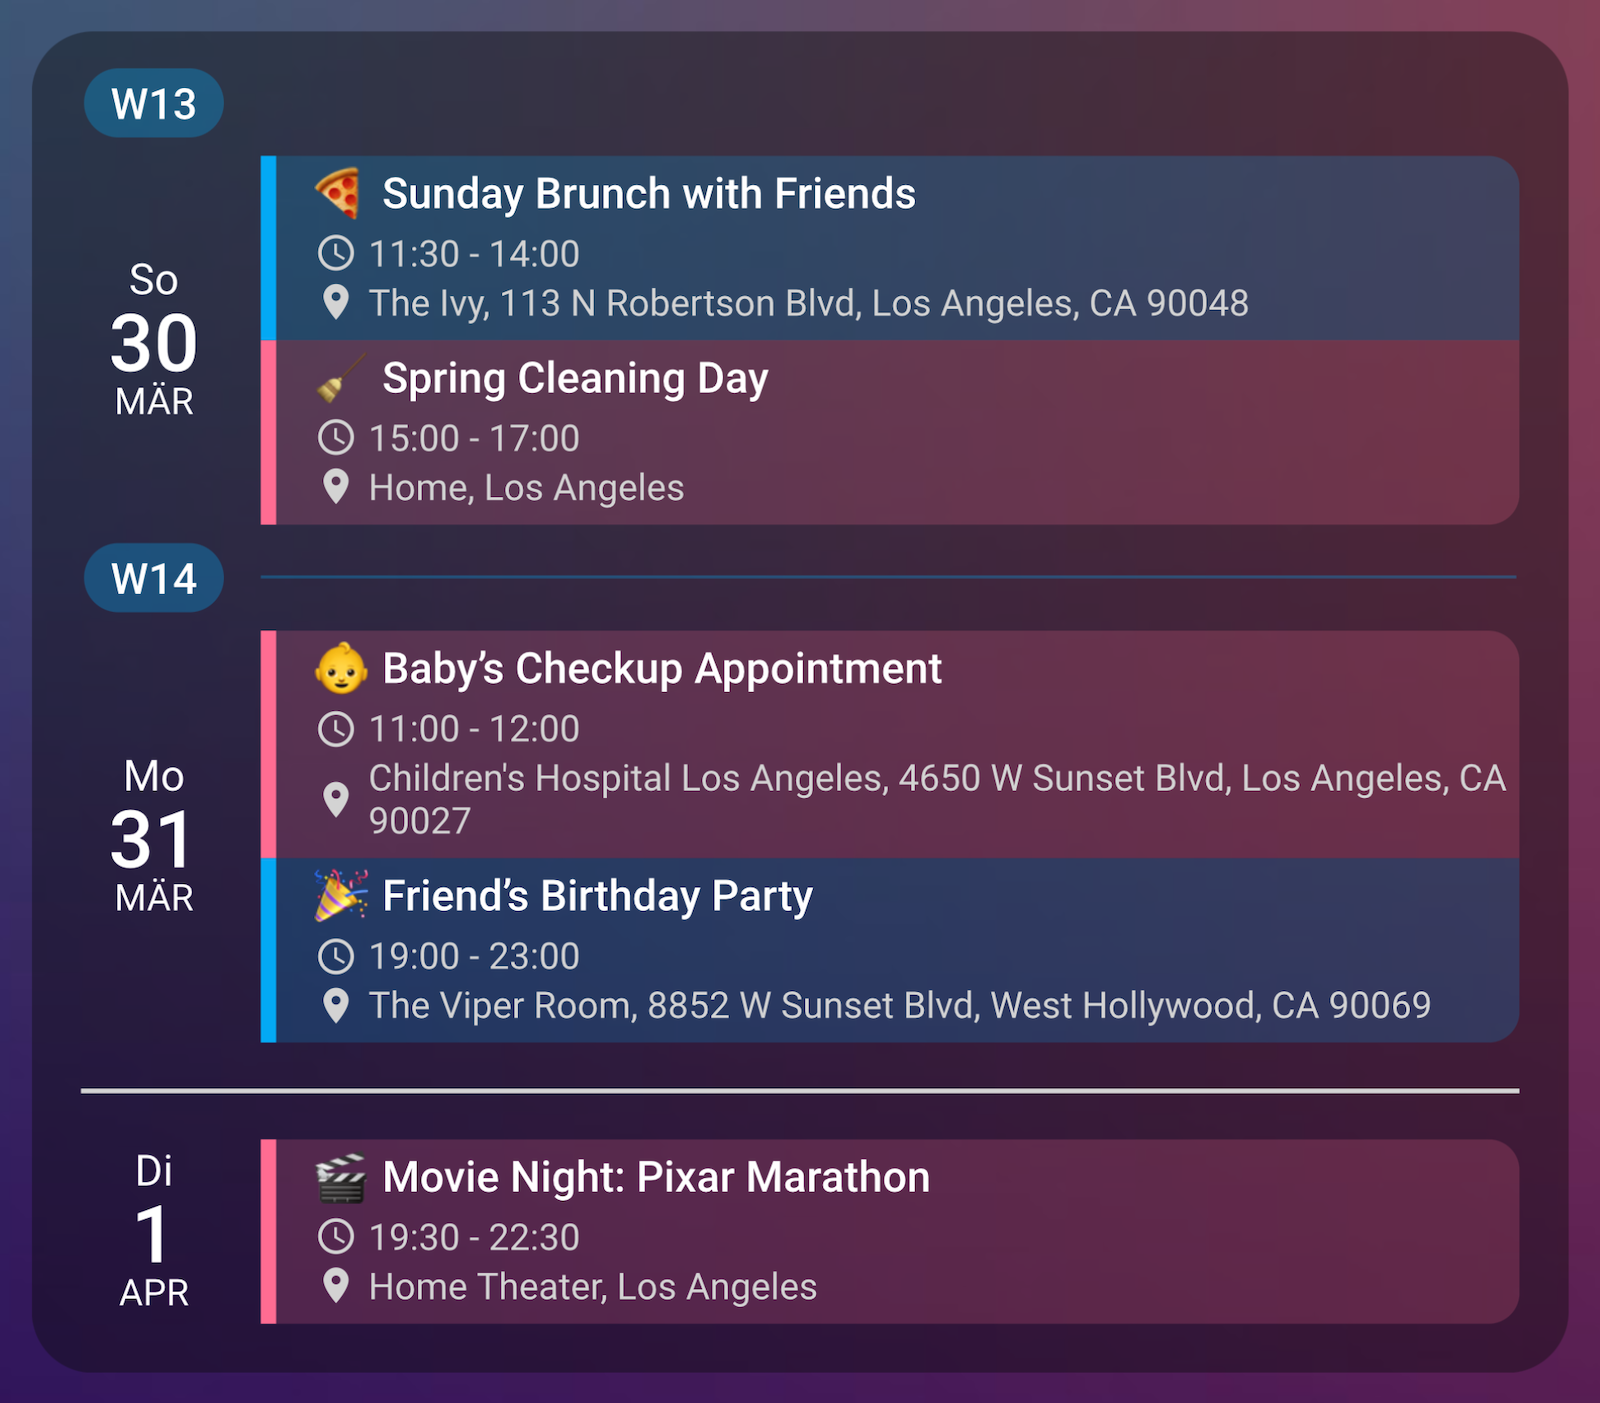 W13
So
30
MÄR
Sunday Brunch with Friends
11:30 - 14:00
The Ivy, 113 N Robertson Blvd, Los Angeles, CA 90048
Spring Cleaning Day
15:00 - 17:00
Home, Los Angeles
W14
Mo
31
MÄR
Baby’s Checkup Appointment
11:00 - 12:00
Children's Hospital Los Angeles, 4650 W Sunset Blvd, Los Angeles, CA
90027
Friend’s Birthday Party
19:00 - 23:00
The Viper Room, 8852 W Sunset Blvd, West Hollywood, CA 90069
Di
1
APR
Movie Night: Pixar Marathon
19:30 - 22:30
Home Theater, Los Angeles